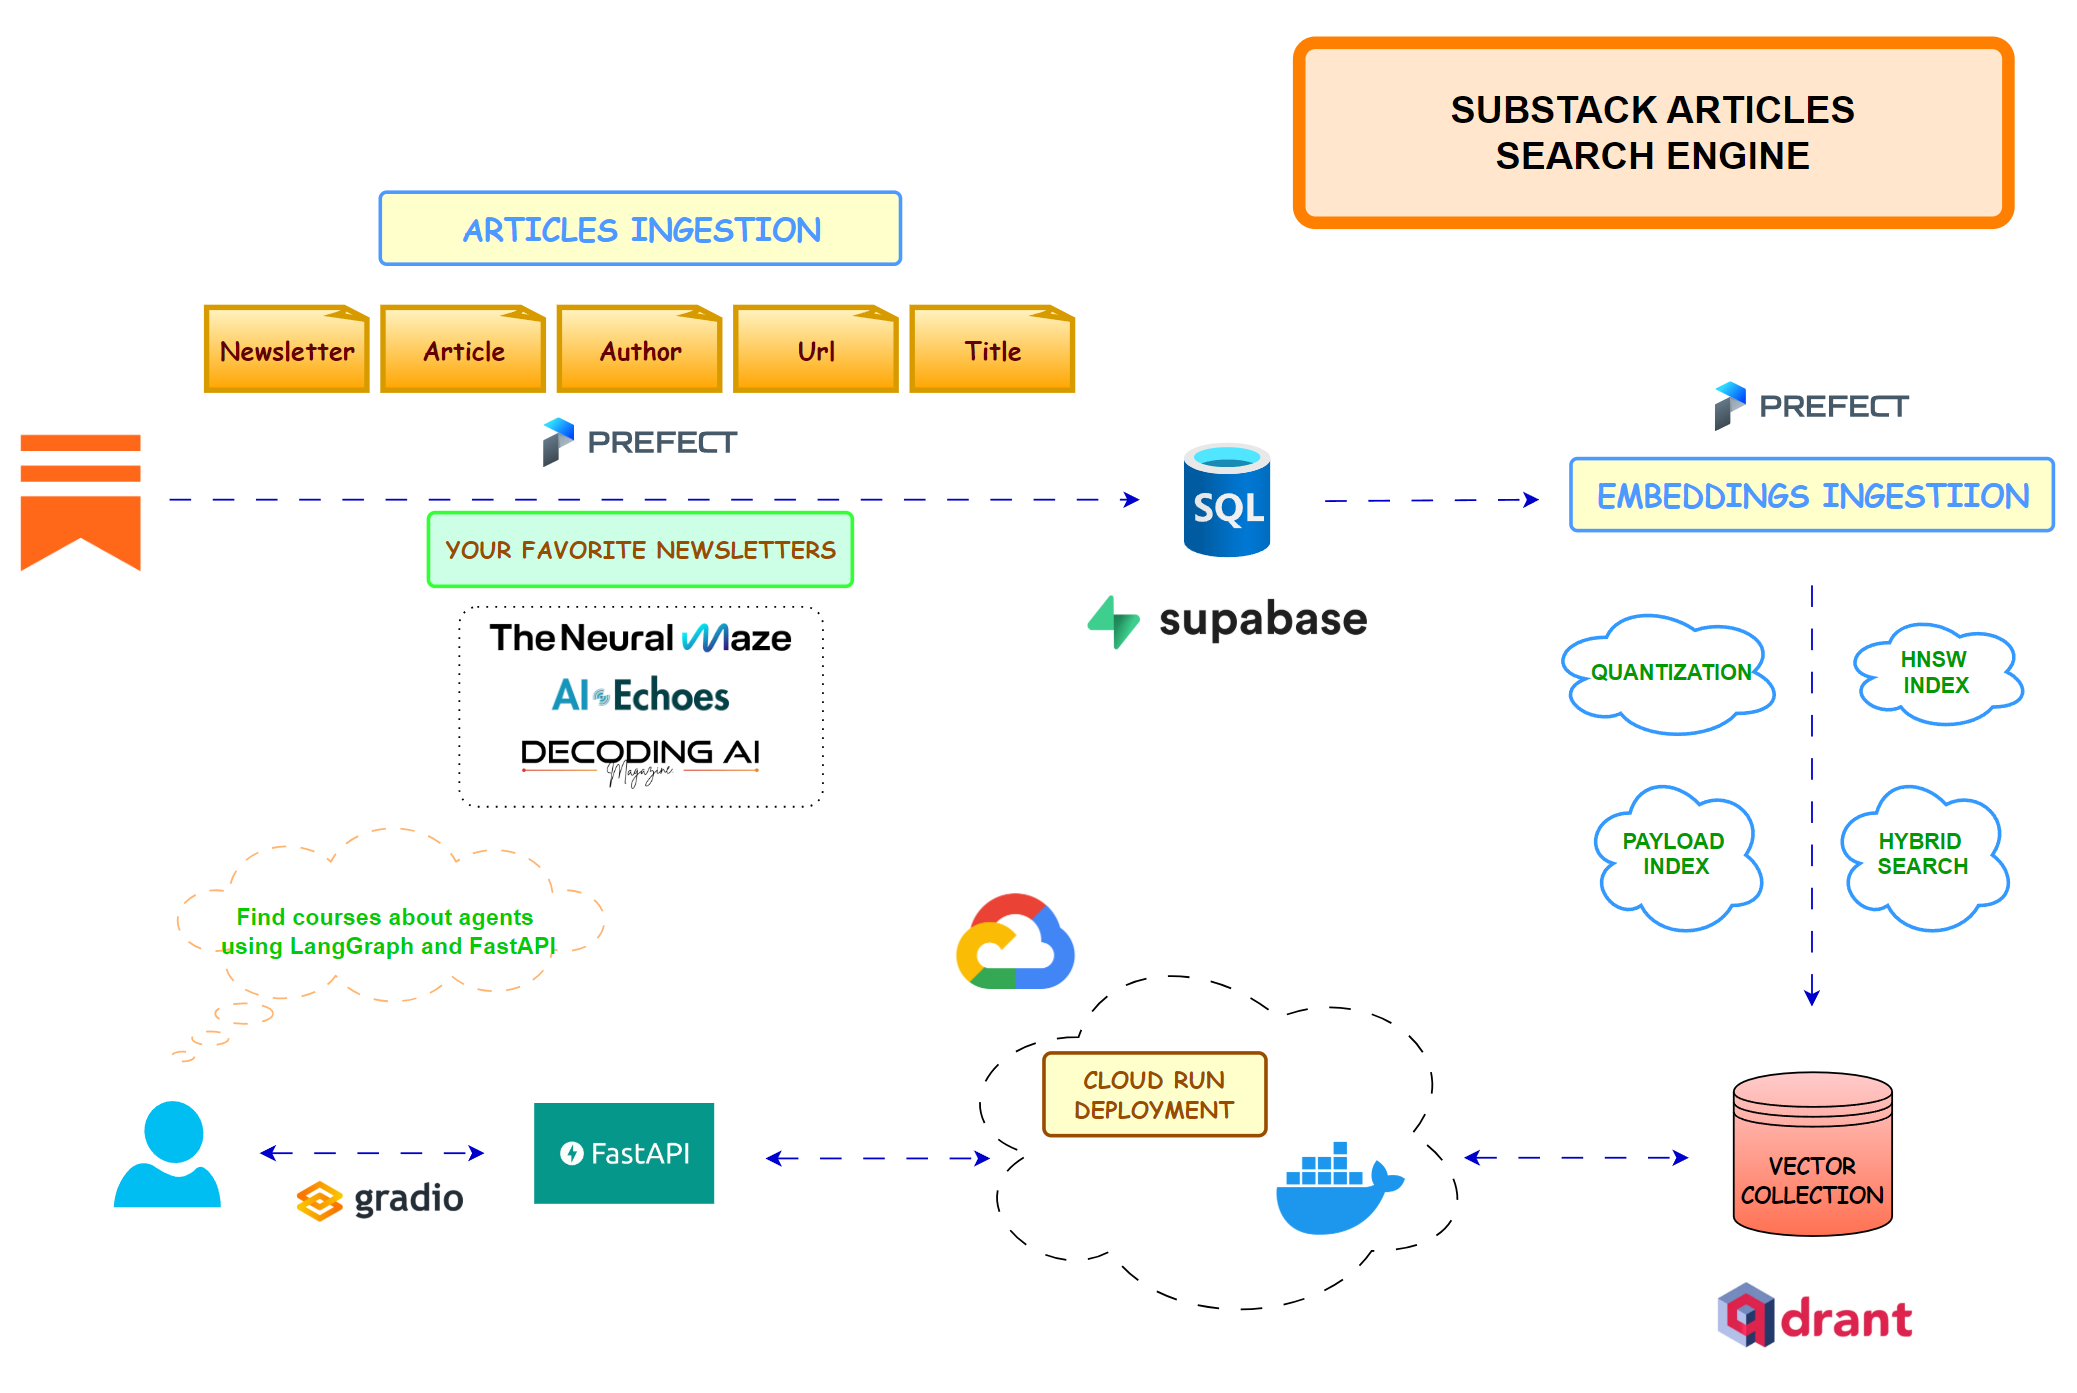 SUBSTACK ARTICLES
SEARCH ENGINE
ARTICLES INGESTION
Newsletter
Article
Author
Url
Title
PREFECT
YOUR FAVORITE NEWSLETTERS
The Neural Maze
AI Echoes
DECODING AI
Magazine
SQL
supabase
PREFECT
EMBEDDINGS INGESTIION
QUANTIZATION
HNSW
INDEX
PAYLOAD
INDEX
HYBRID
SEARCH
Find courses about agents
using LangGraph and FastAPI
gradio
FastAPI
CLOUD RUN
DEPLOYMENT
VECTOR
COLLECTION
qdrant